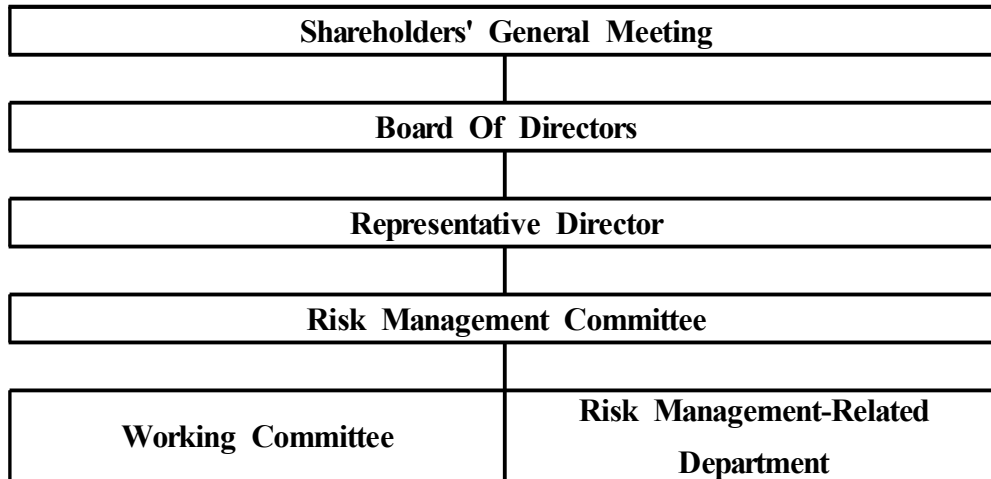 Shareholders' General Meeting
Board Of Directors
Representative Director
Risk Management Committee
Working Committee
Risk Management-Related
Department